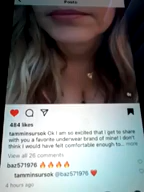 Posts
484 likes
tamminsursok Ok I am so excited that I get to share
with you a favorite underwear brand of mine! I don't
think I would have felt comfortable enough to... more
View all 26 comments
baz571976 🔥🔥🔥🔥
tamminsursok @baz571976 ❤️
4 hours ago